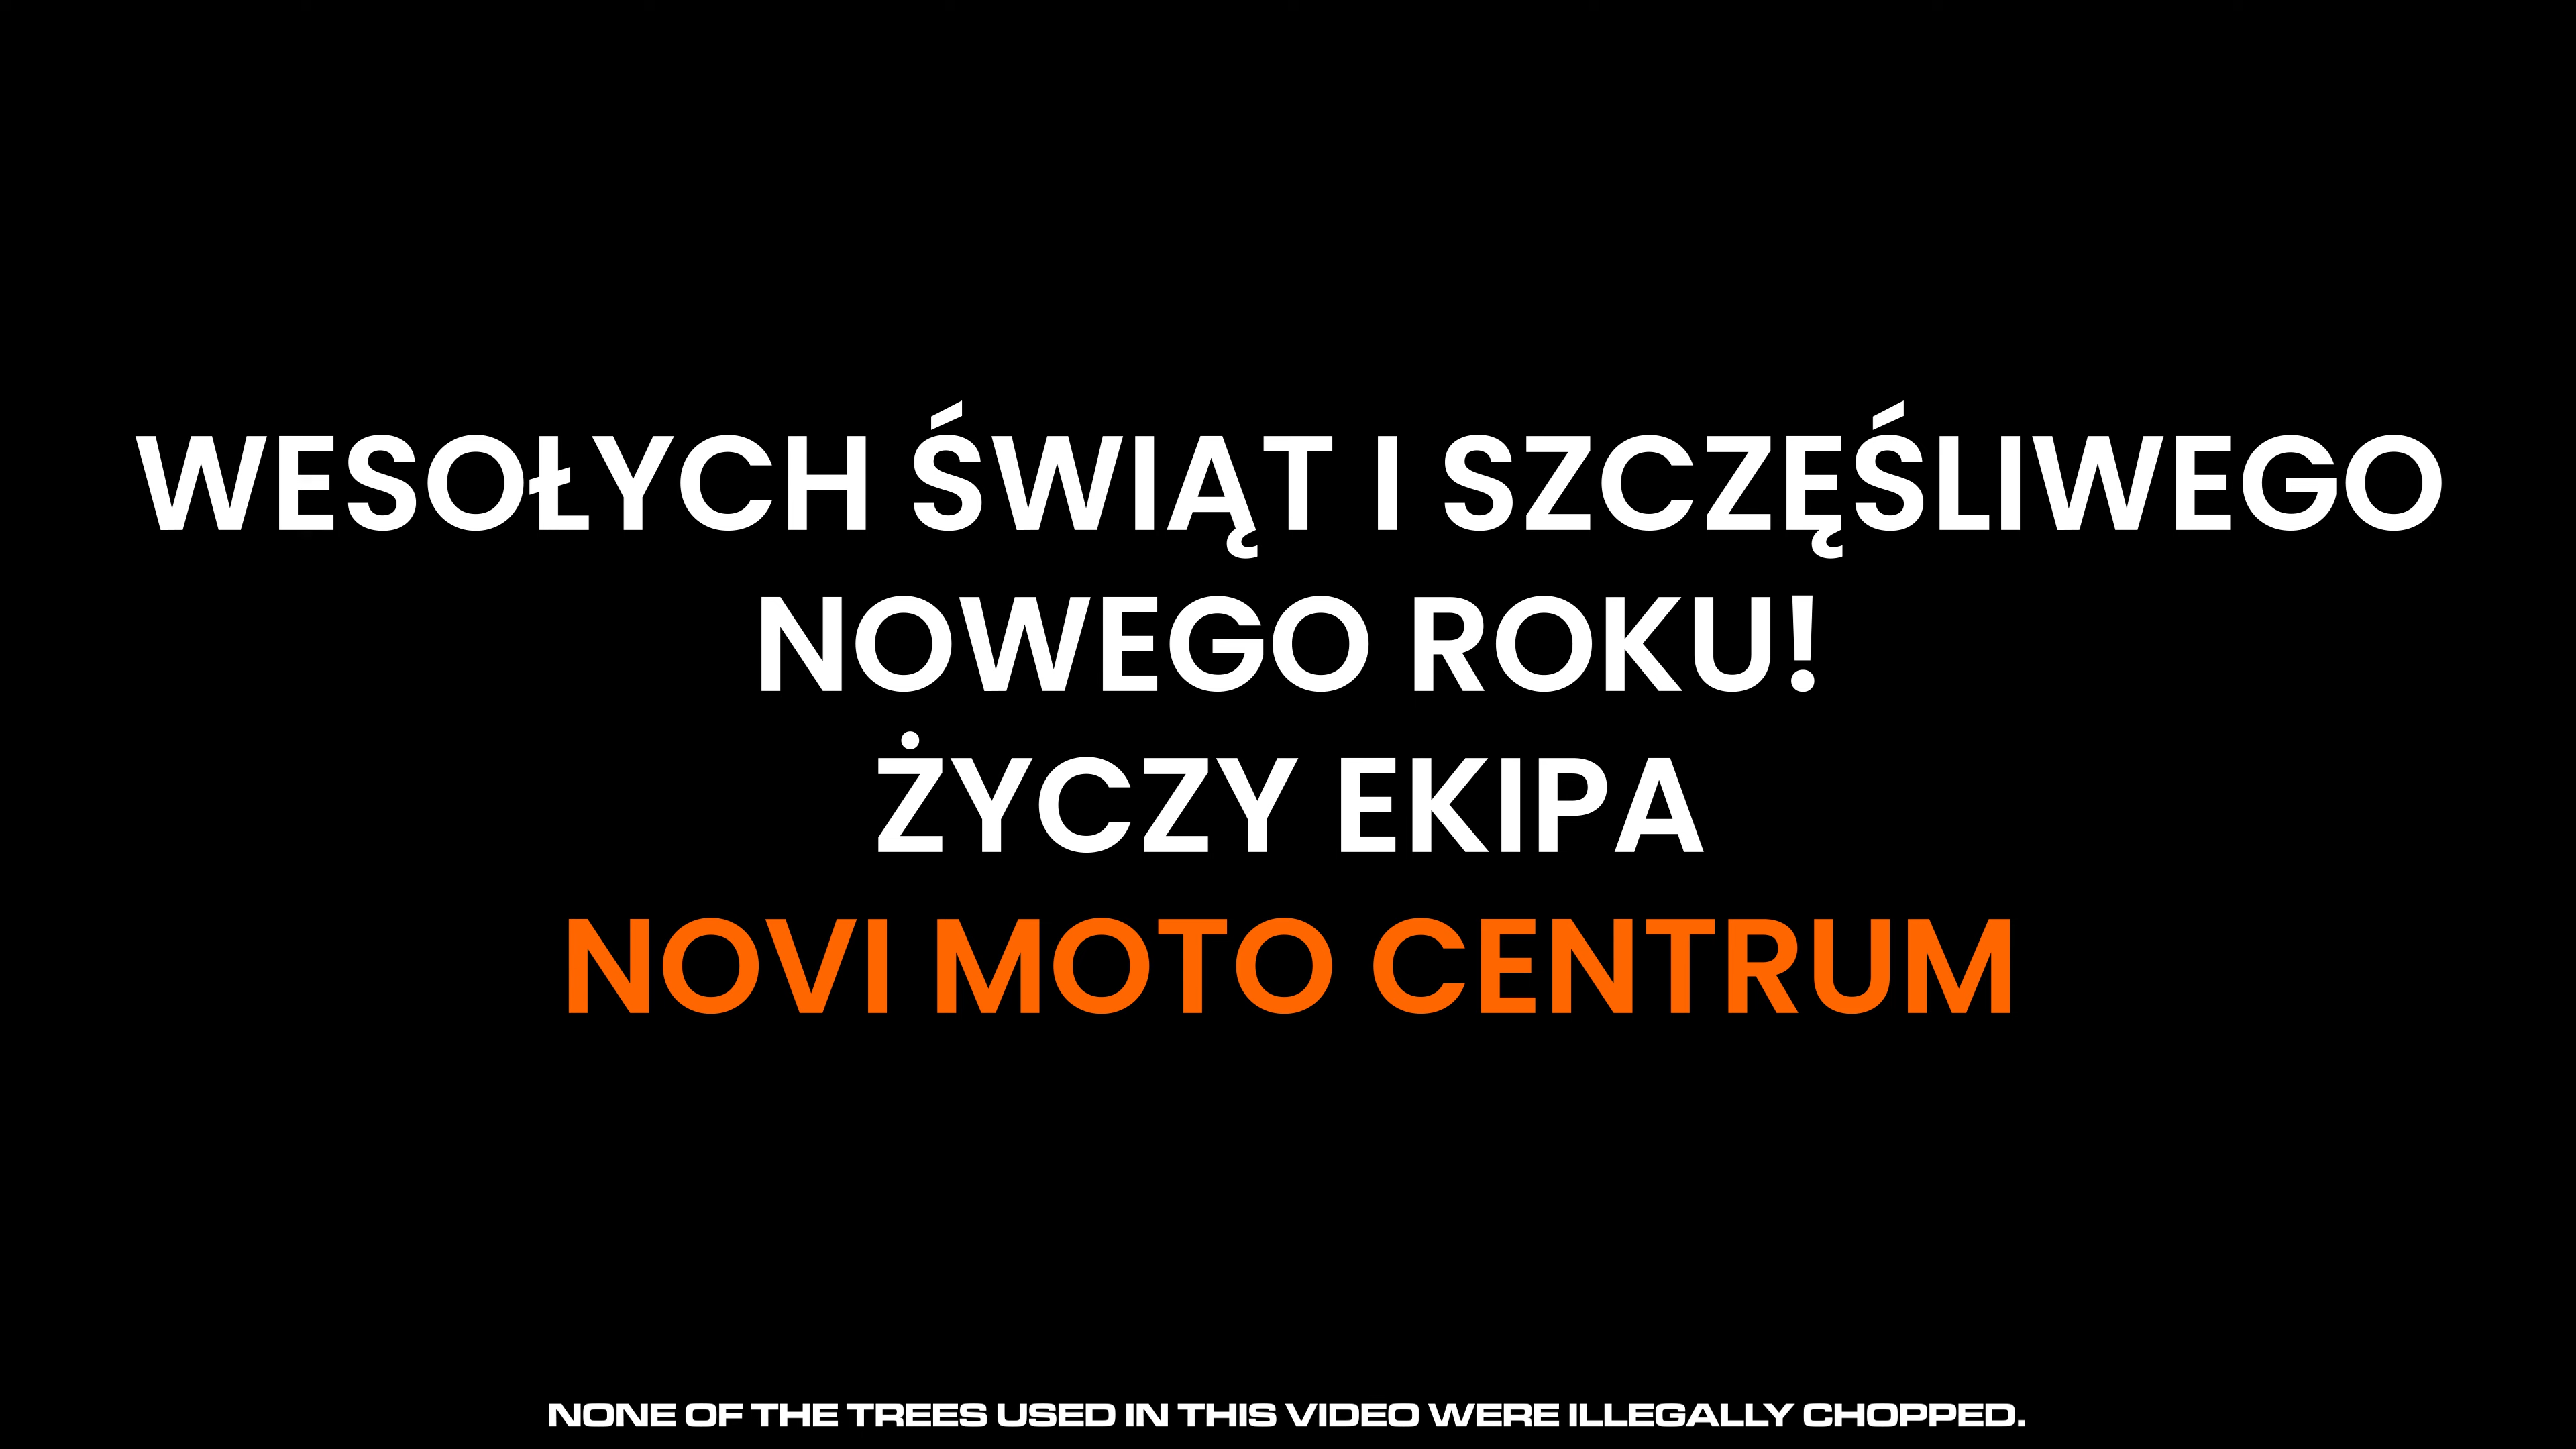 WESOŁYCH ŚWIĄT I SZCZĘŚLIWEGO
NOWEGO ROKU!
ŻYCZY EKIPA
NOVI MOTO CENTRUM
NONE OF THE TREES USED IN THIS VIDEO WERE ILLEGALLY CHOPPED.